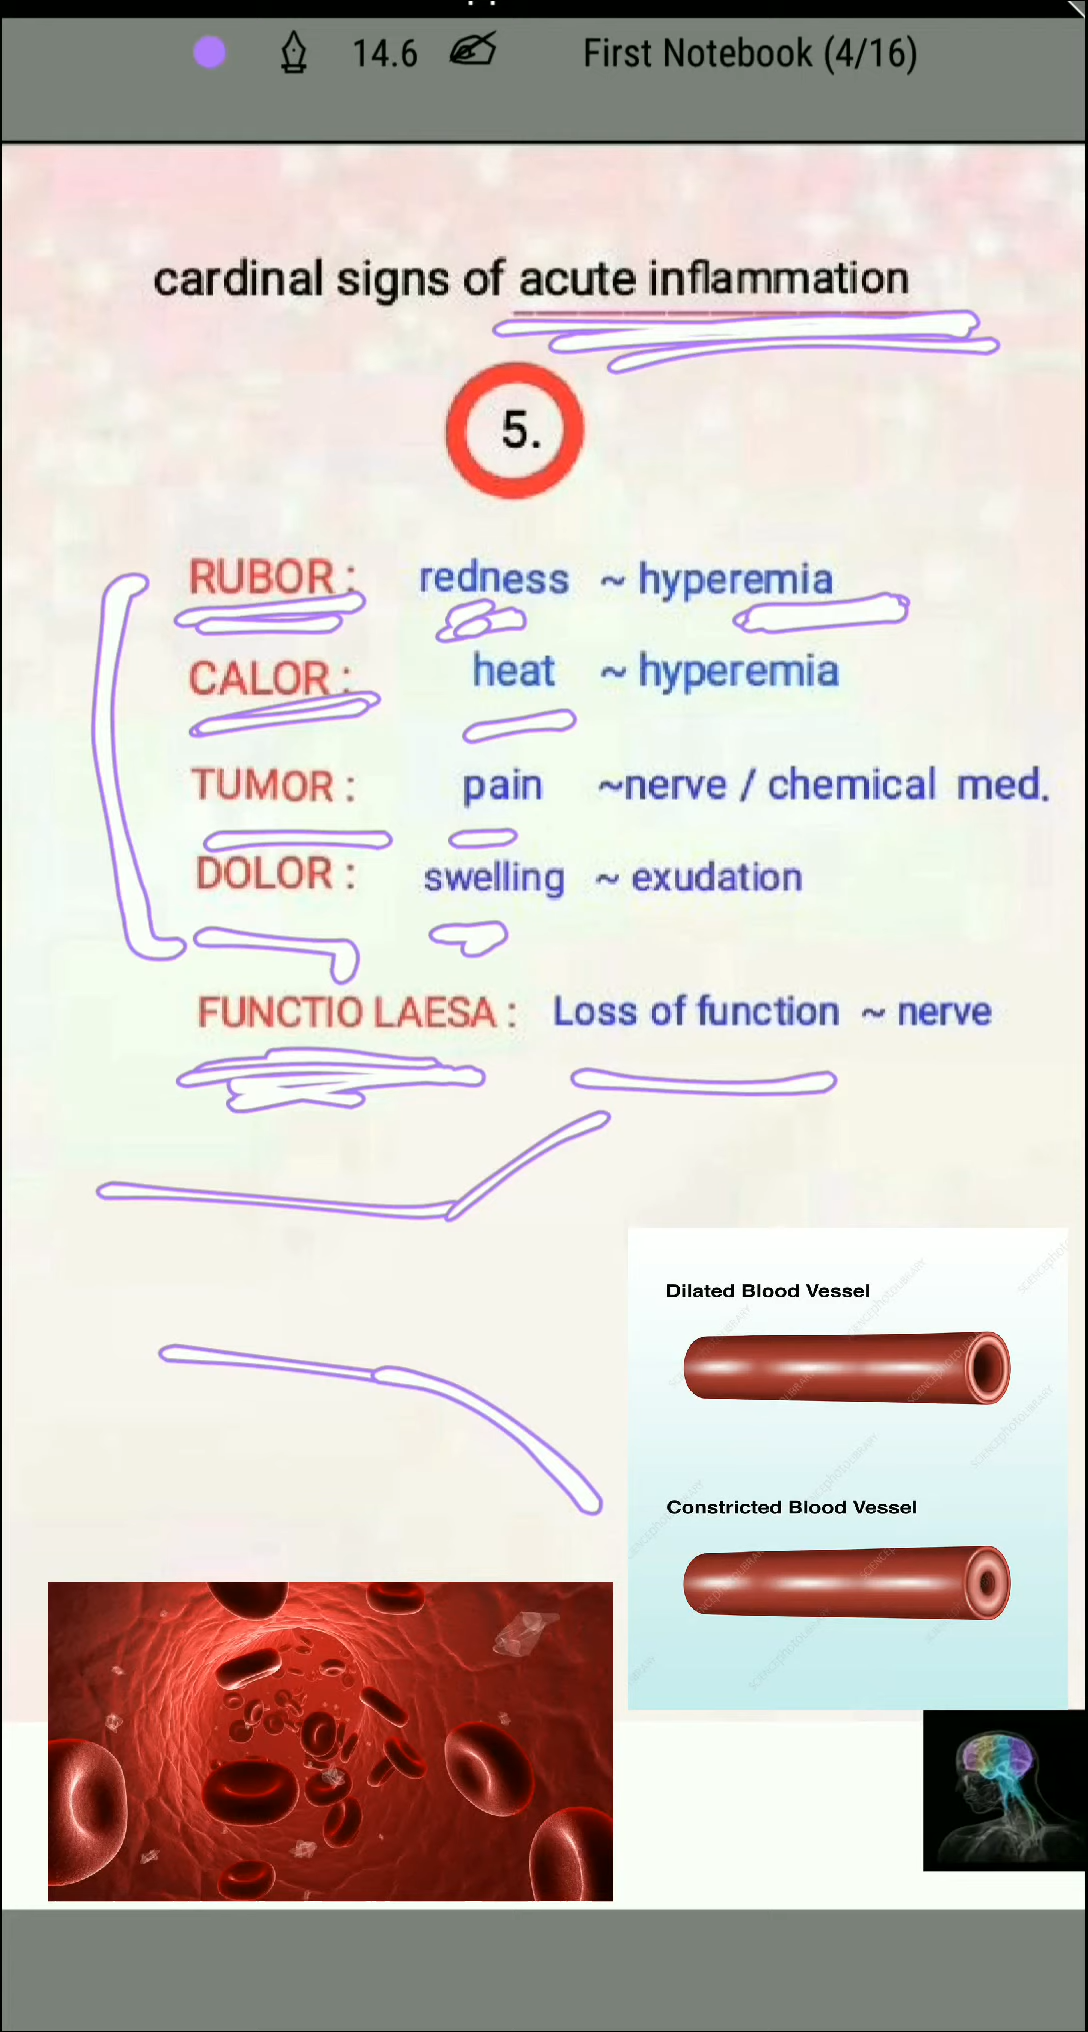 14.6 First Notebook (4/16)
cardinal signs of acute inflammation
5.
RUBOR : redness ~ hyperemia
CALOR : heat ~ hyperemia
TUMOR : pain ~nerve / chemical med.
DOLOR : swelling ~ exudation
FUNCTIO LAESA : Loss of function ~ nerve
Dilated Blood Vessel
Constricted Blood Vessel